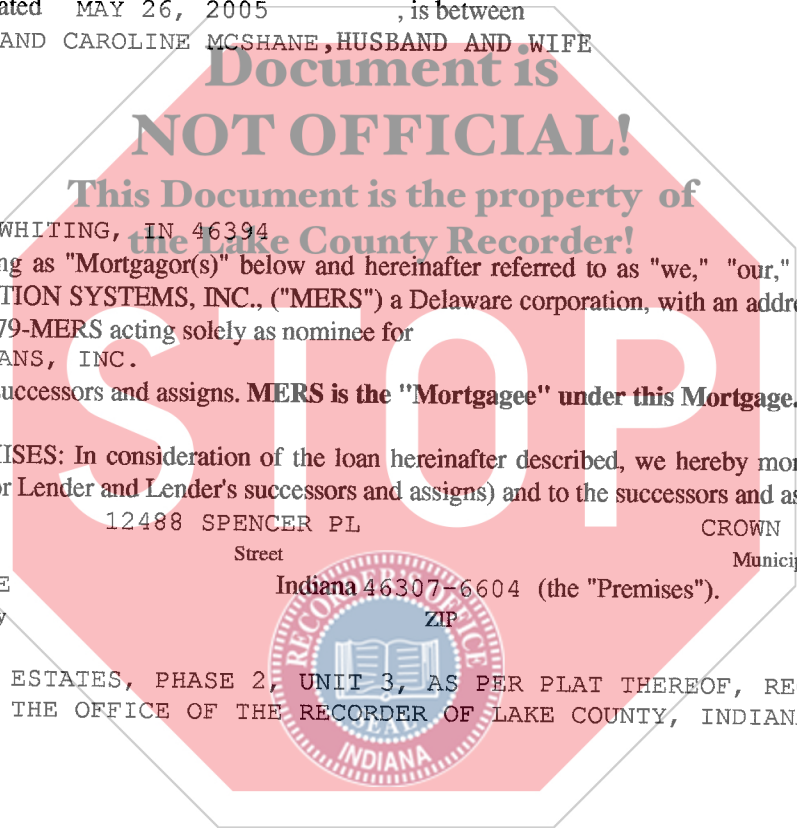 ated MAY 26, 2005 , is between
AND CAROLINE MCSHANE,HUSBAND AND WIFE
Document is
NOT OFFICIAL!
This Document is the property of
WHITING, IN 46394
the Lake County Recorder!
ng as "Mortgagor(s)" below and hereinafter referred to as "we," "our,"
TION SYSTEMS, INC., ("MERS") a Delaware corporation, with an addre
79-MERS acting solely as nominee for
ANS, INC.
uccessors and assigns. MERS is the "Mortgagee" under this Mortgage.
STOP
ISES: In consideration of the loan hereinafter described, we hereby mor
or Lender and Lender's successors and assigns) and to the successors and as
12488 SPENCER PL CROWN
Street Municip
E Indiana 46307-6604 (the "Premises").
y ZIP
RECORDER'S OFFICE
ESTATES, PHASE 2, UNIT 3, AS PER PLAT THEREOF, RE
THE OFFICE OF THE RECORDER OF LAKE COUNTY, INDIANA
SEAL
INDIANA